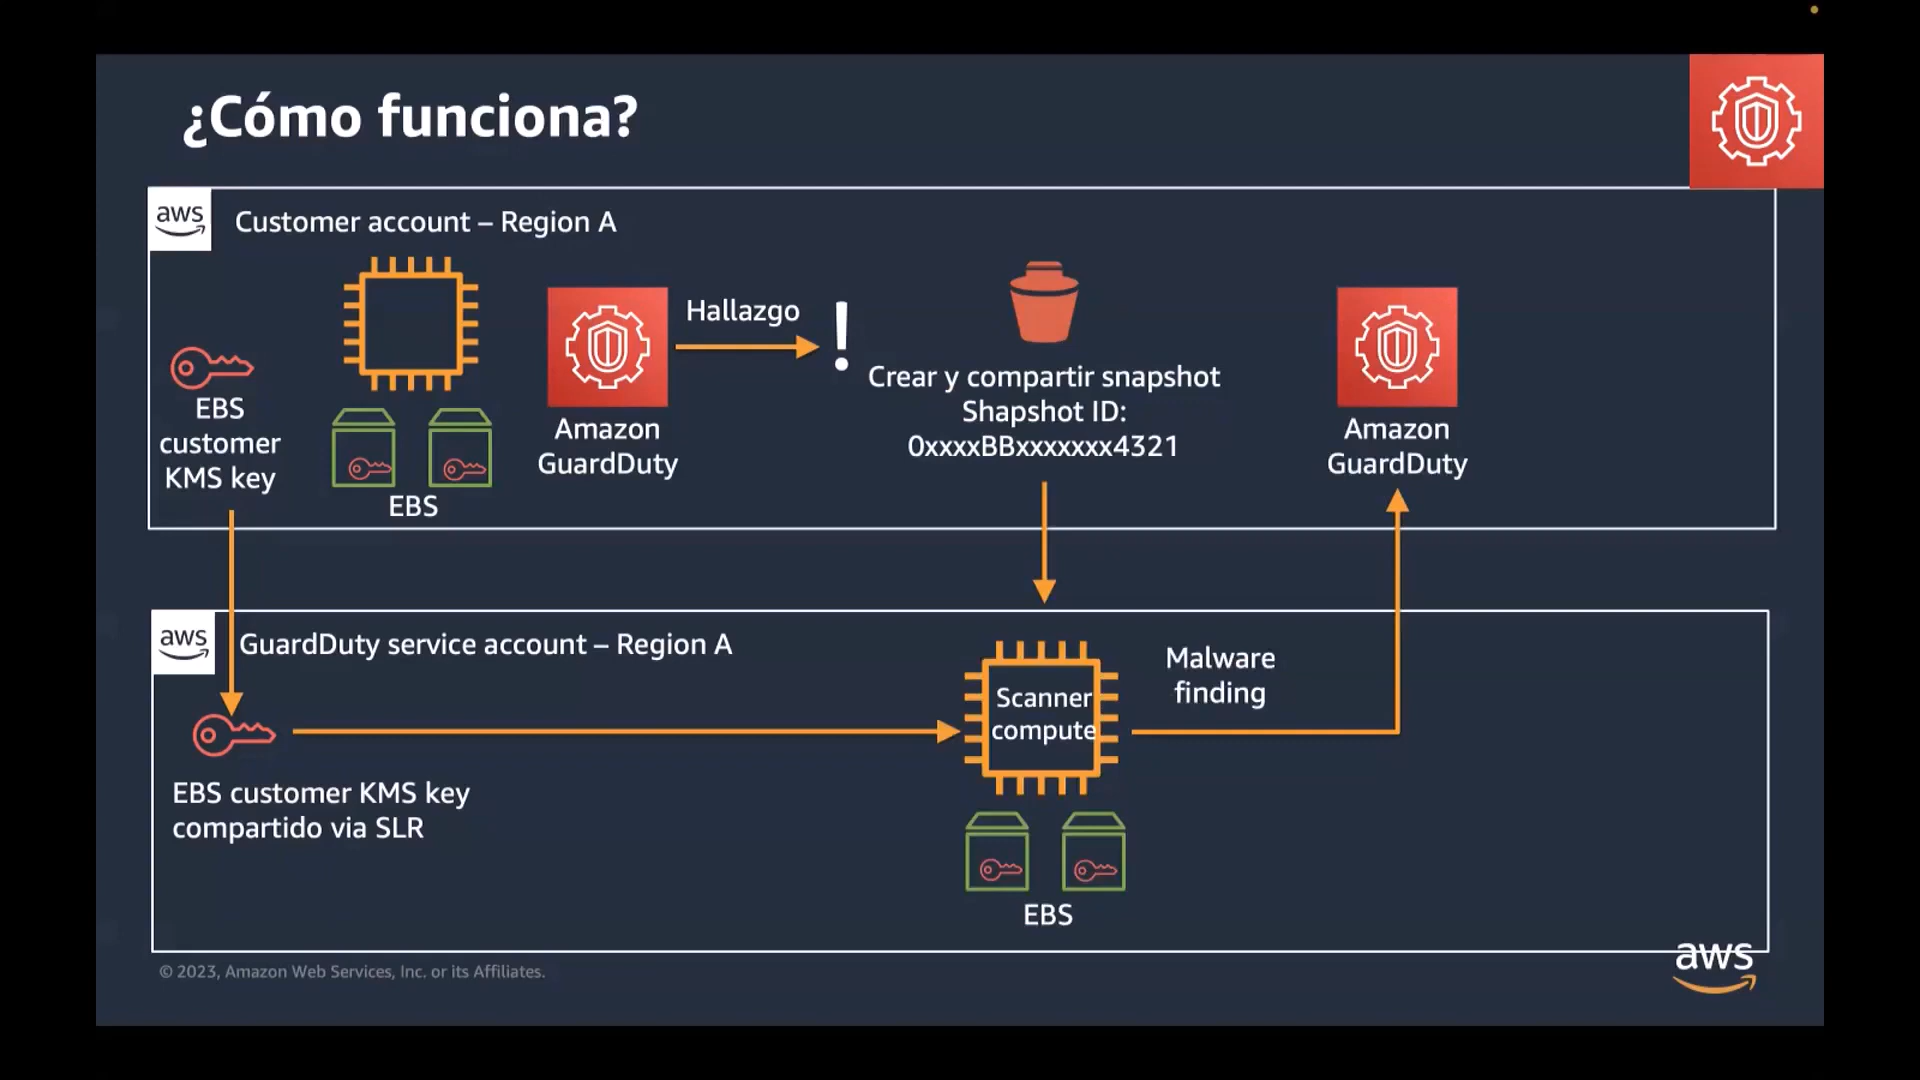 ¿Cómo funciona?
aws
Customer account – Region A
EBS
customer
KMS key
EBS
Amazon
GuardDuty
Hallazgo
!
Crear y compartir snapshot
Shapshot ID:
0xxxxBBxxxxxxx4321
Amazon
GuardDuty
aws
GuardDuty service account – Region A
EBS customer KMS key
compartido via SLR
Scanner
compute
EBS
Malware
finding
© 2023, Amazon Web Services, Inc. or its Affiliates.
aws